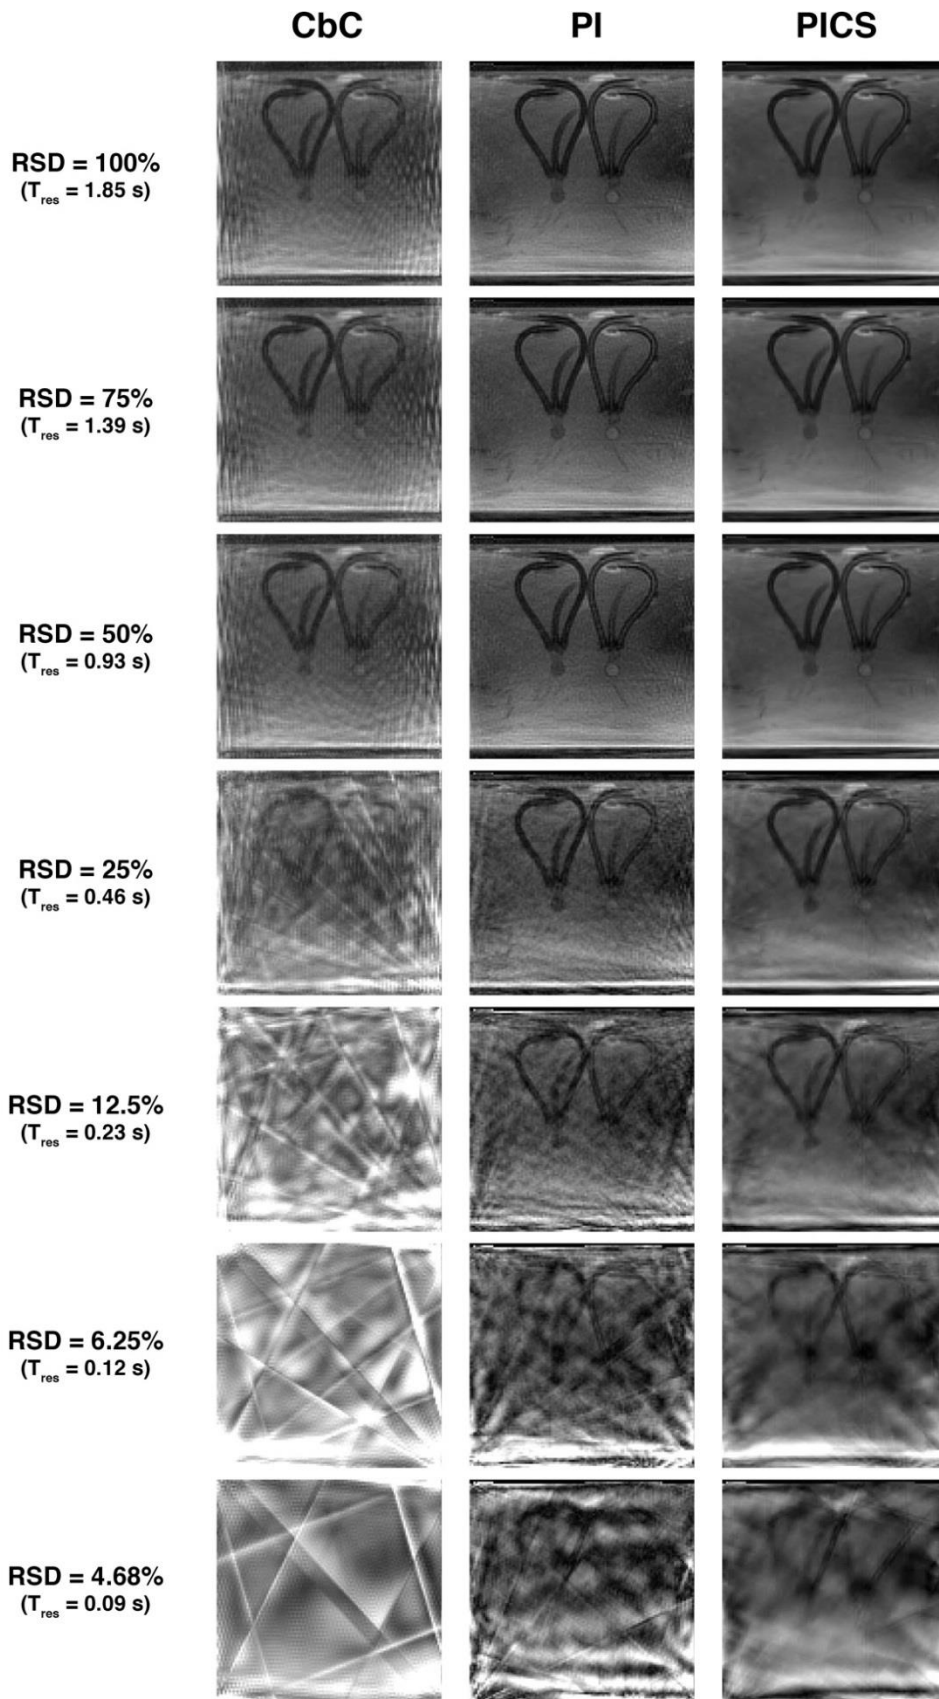 CbC PI PICS
RSD = 100%
(Tres = 1.85 s)
RSD = 75%
(Tres = 1.39 s)
RSD = 50%
(Tres = 0.93 s)
RSD = 25%
(Tres = 0.46 s)
RSD = 12.5%
(Tres = 0.23 s)
RSD = 6.25%
(Tres = 0.12 s)
RSD = 4.68%
(Tres = 0.09 s)